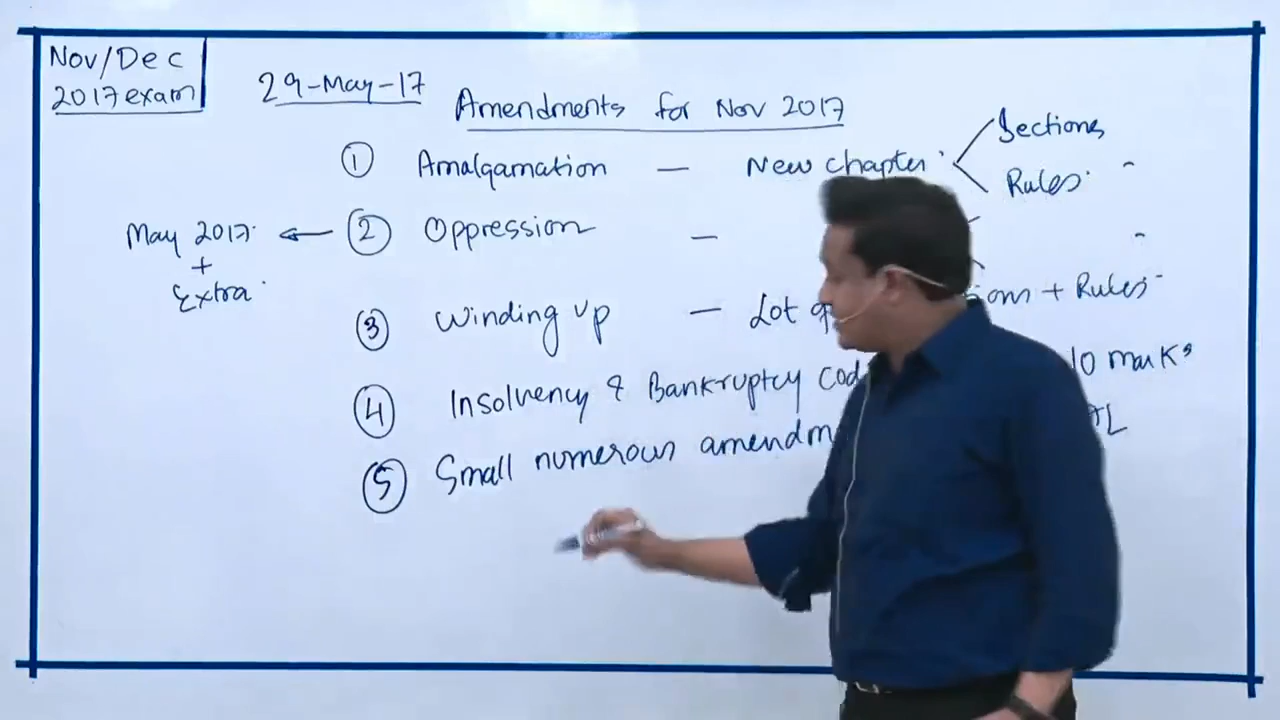 Nov/Dec
2017 exam
29-May-17
Amendments for Nov 2017
① Amalgamation — New chapter
Sections
Rules
② Oppression —
May 2017
+
Extra
③ Winding up — Lot + Rules
④ Insolvency & Bankruptcy 10 marks
⑤ Small numerous